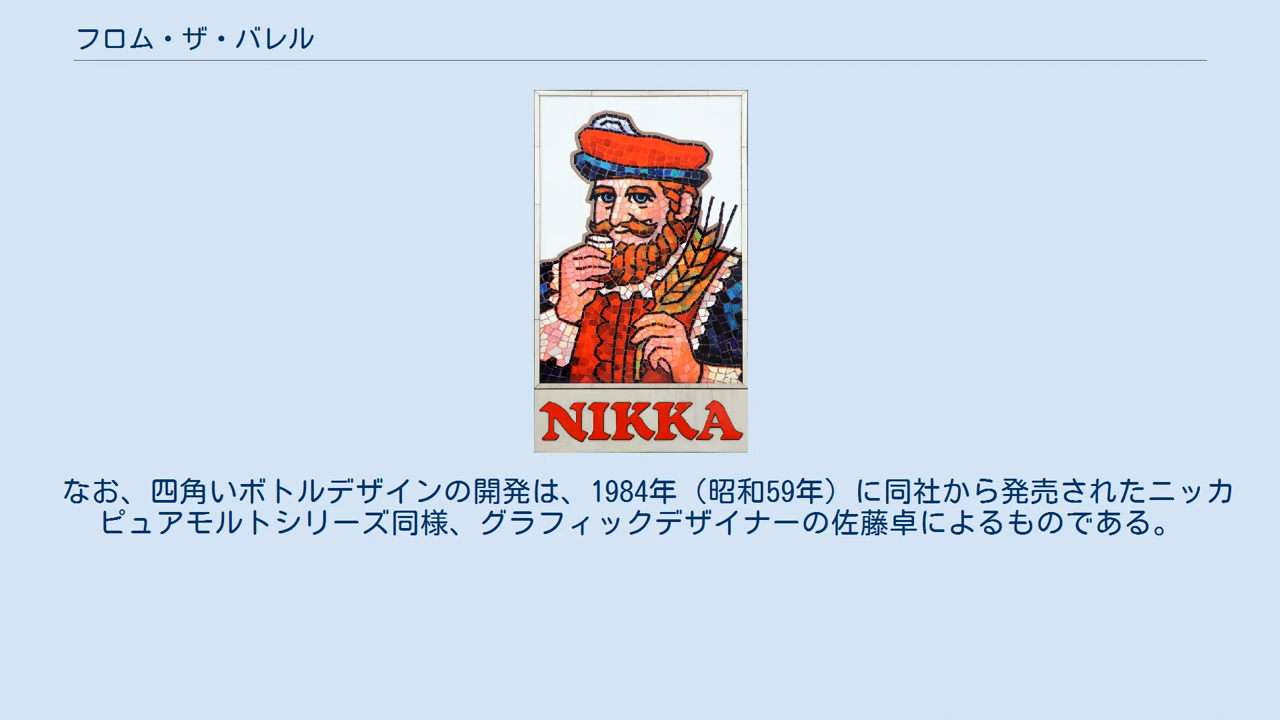 フロム・ザ・バレル
NIKKA
なお、四角いボトルデザインの開発は、1984年（昭和59年）に同社から発売されたニッカ
ピュアモルトシリーズ同様、グラフィックデザイナーの佐藤卓によるものである。